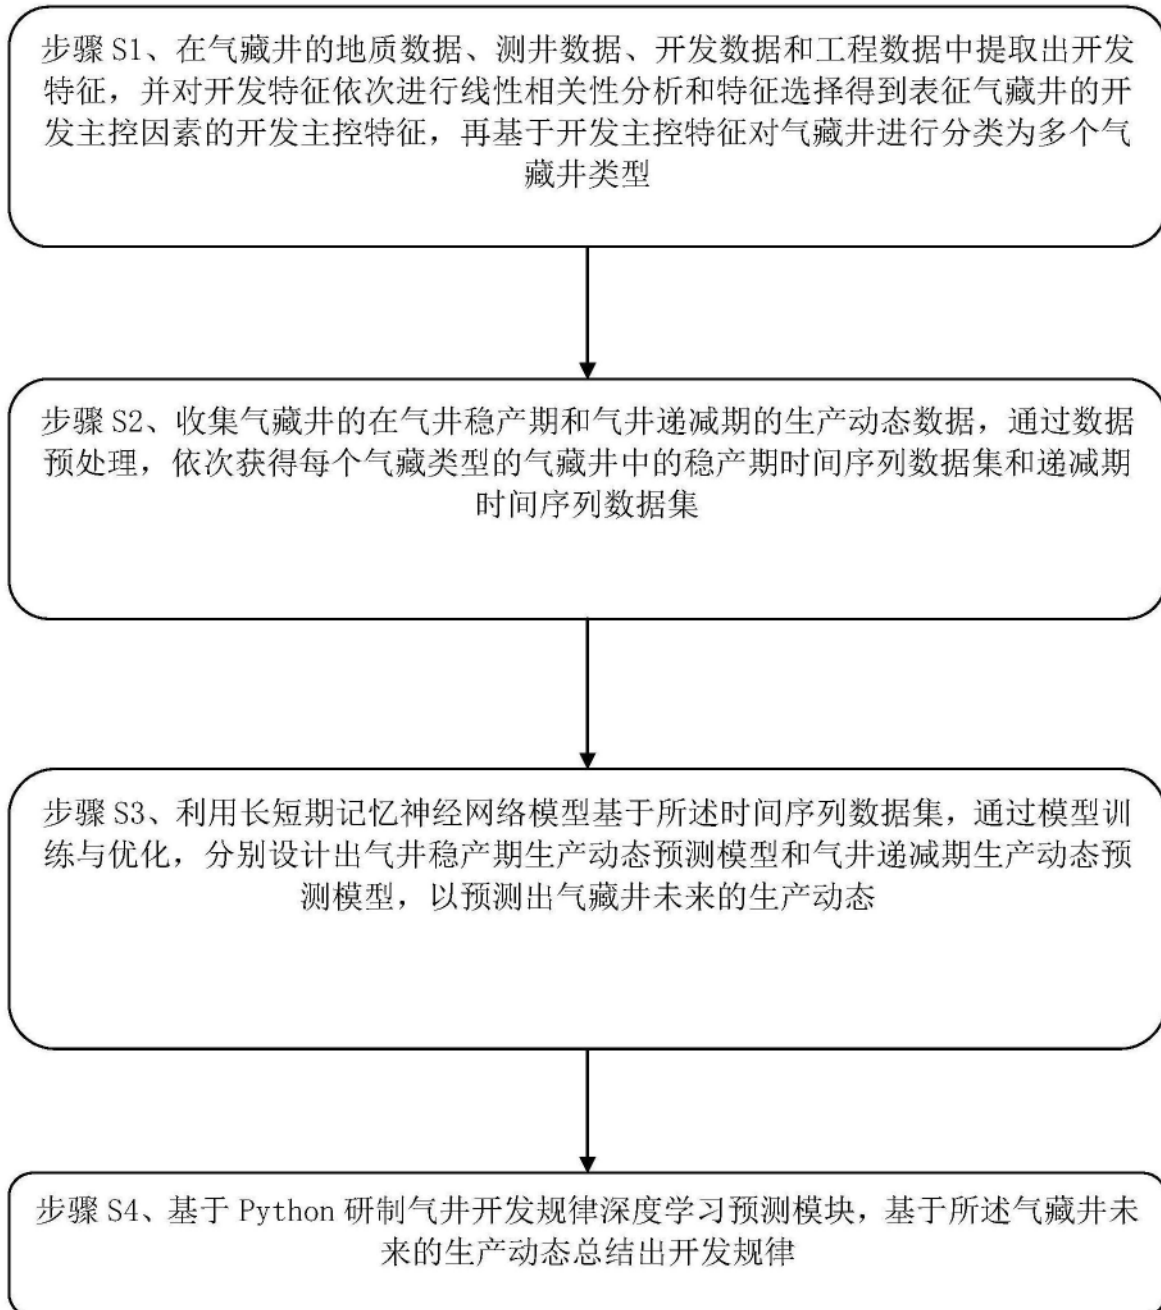 步骤 S1、在气藏井的地质数据、测井数据、开发数据和工程数据中提取出开发
特征，并对开发特征依次进行线性相关性分析和特征选择得到表征气藏井的开
发主控因素的开发主控特征，再基于开发主控特征对气藏井进行分类为多个气
藏井类型
步骤 S2、收集气藏井的在气井稳产期和气井递减期的生产动态数据，通过数据
预处理，依次获得每个气藏类型的气藏井中的稳产期时间序列数据集和递减期
时间序列数据集
步骤 S3、利用长短期记忆神经网络模型基于所述时间序列数据集，通过模型训
练与优化，分别设计出气井稳产期生产动态预测模型和气井递减期生产动态预
测模型，以预测出气藏井未来的生产动态
步骤 S4、基于 Python 研制气井开发规律深度学习预测模块，基于所述气藏井未
来的生产动态总结出开发规律